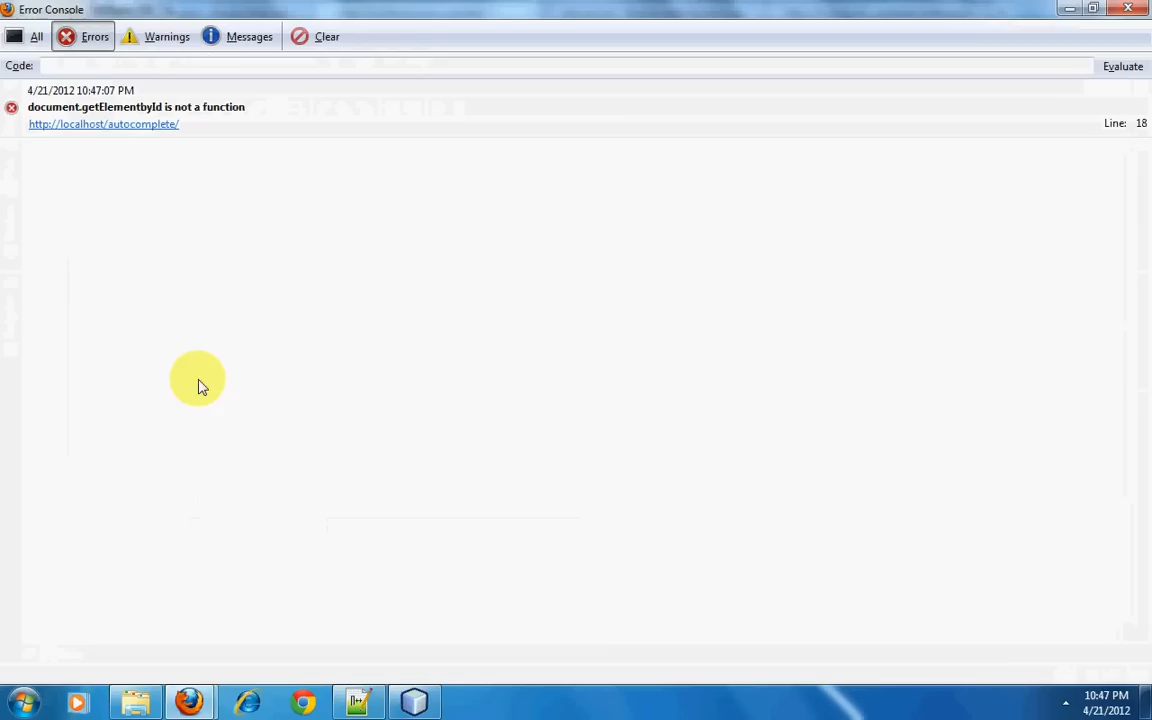 Error Console
All Errors Warnings Messages Clear
Code: Evaluate
4/21/2012 10:47:07 PM
document.getElementbyId is not a function
http://localhost/autocomplete/ Line: 18
10:47 PM
4/21/2012